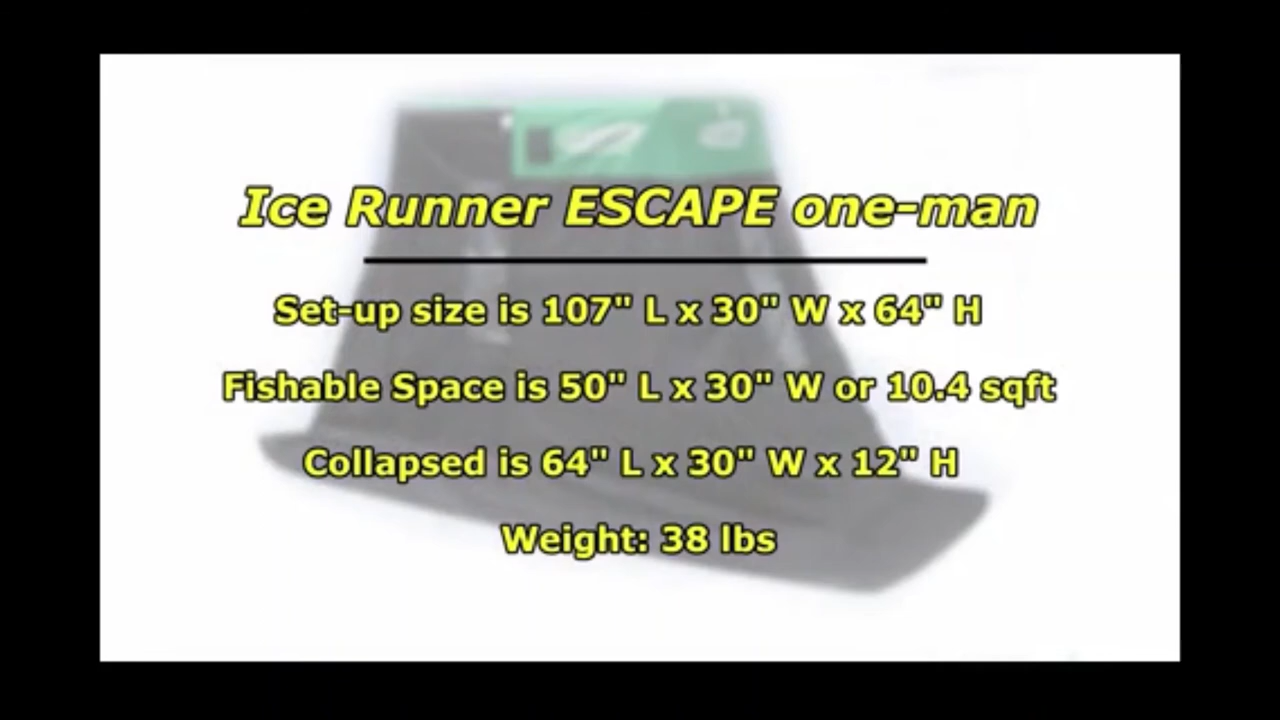 Ice Runner ESCAPE one-man
Set-up size is 107" L x 30" W x 64" H
Fishable Space is 50" L x 30" W or 10.4 sqft
Collapsed is 64" L x 30" W x 12" H
Weight: 38 lbs